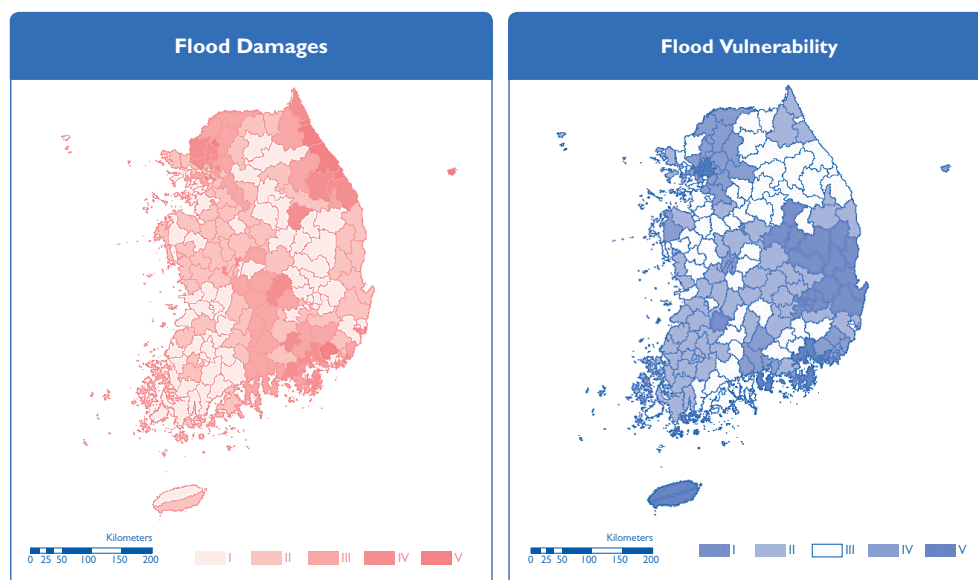 Flood Damages
Kilometers
0 25 50 100 150 200
I II III IV V
Flood Vulnerability
Kilometers
0 25 50 100 150 200
I II III IV V